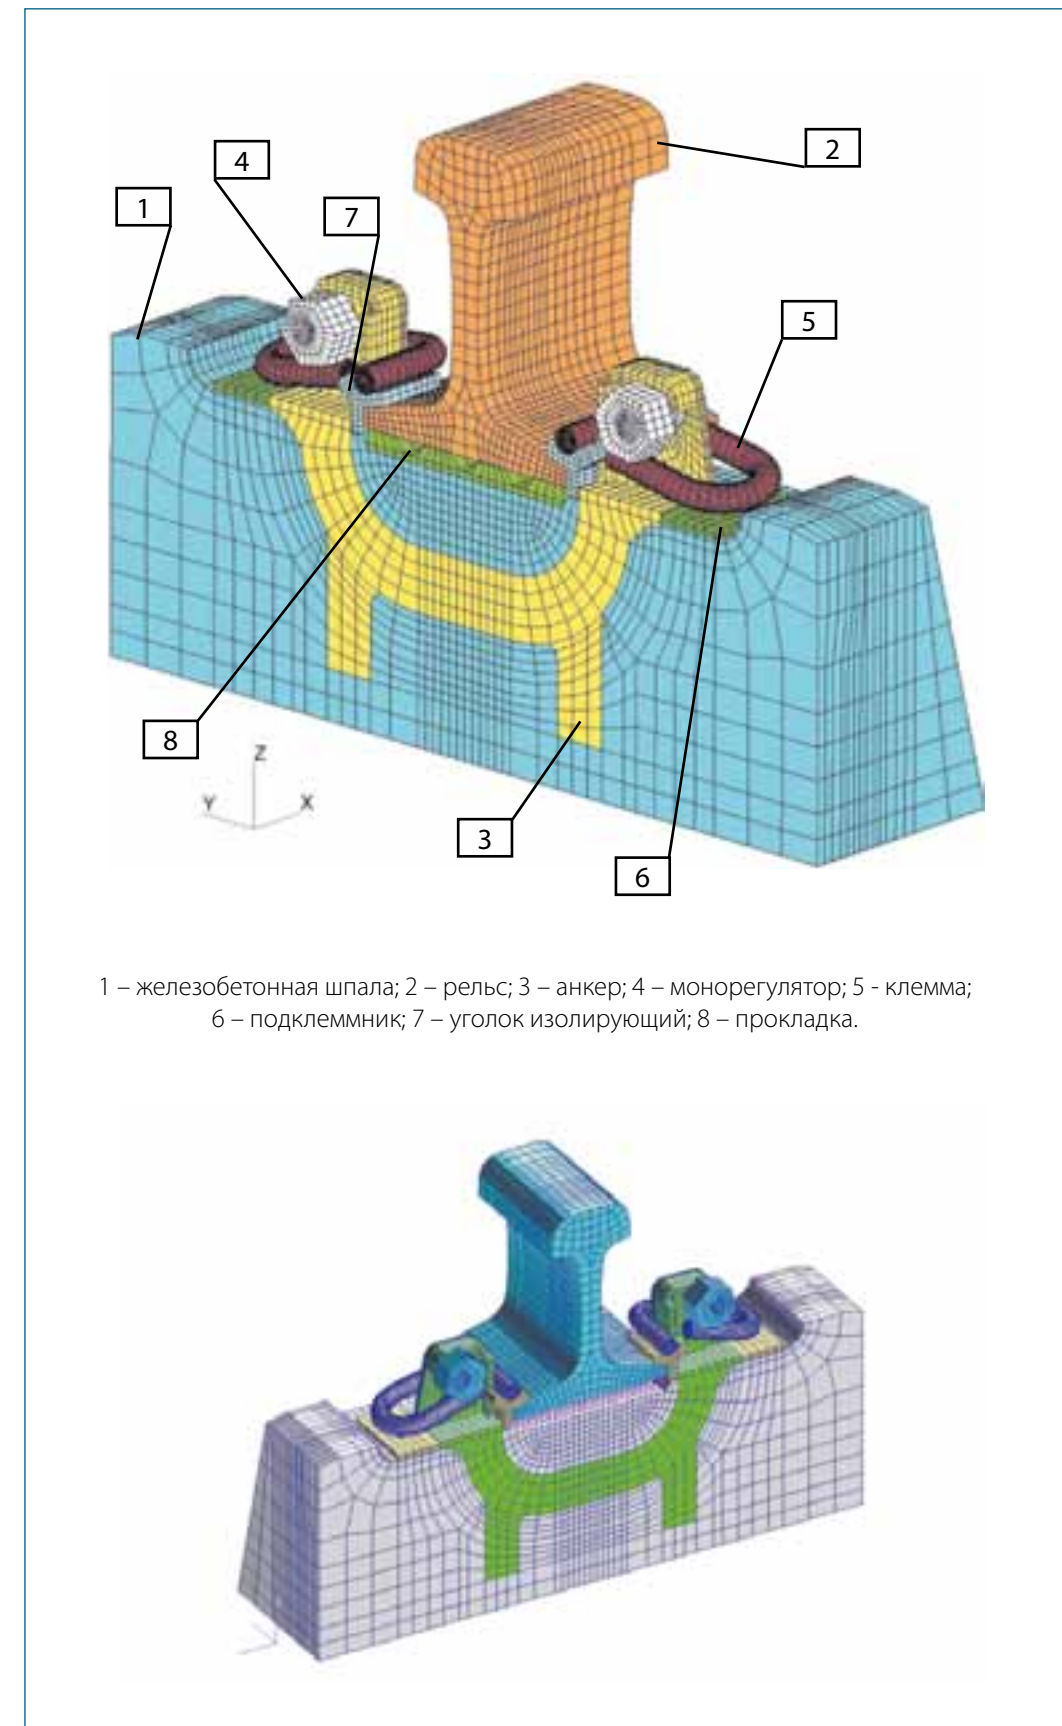 2
4
1
7
5
8
Z
Y X
3
6
1 – железобетонная шпала; 2 – рельс; 3 – анкер; 4 – монорегулятор; 5 - клемма;
6 – подклеммник; 7 – уголок изолирующий; 8 – прокладка.